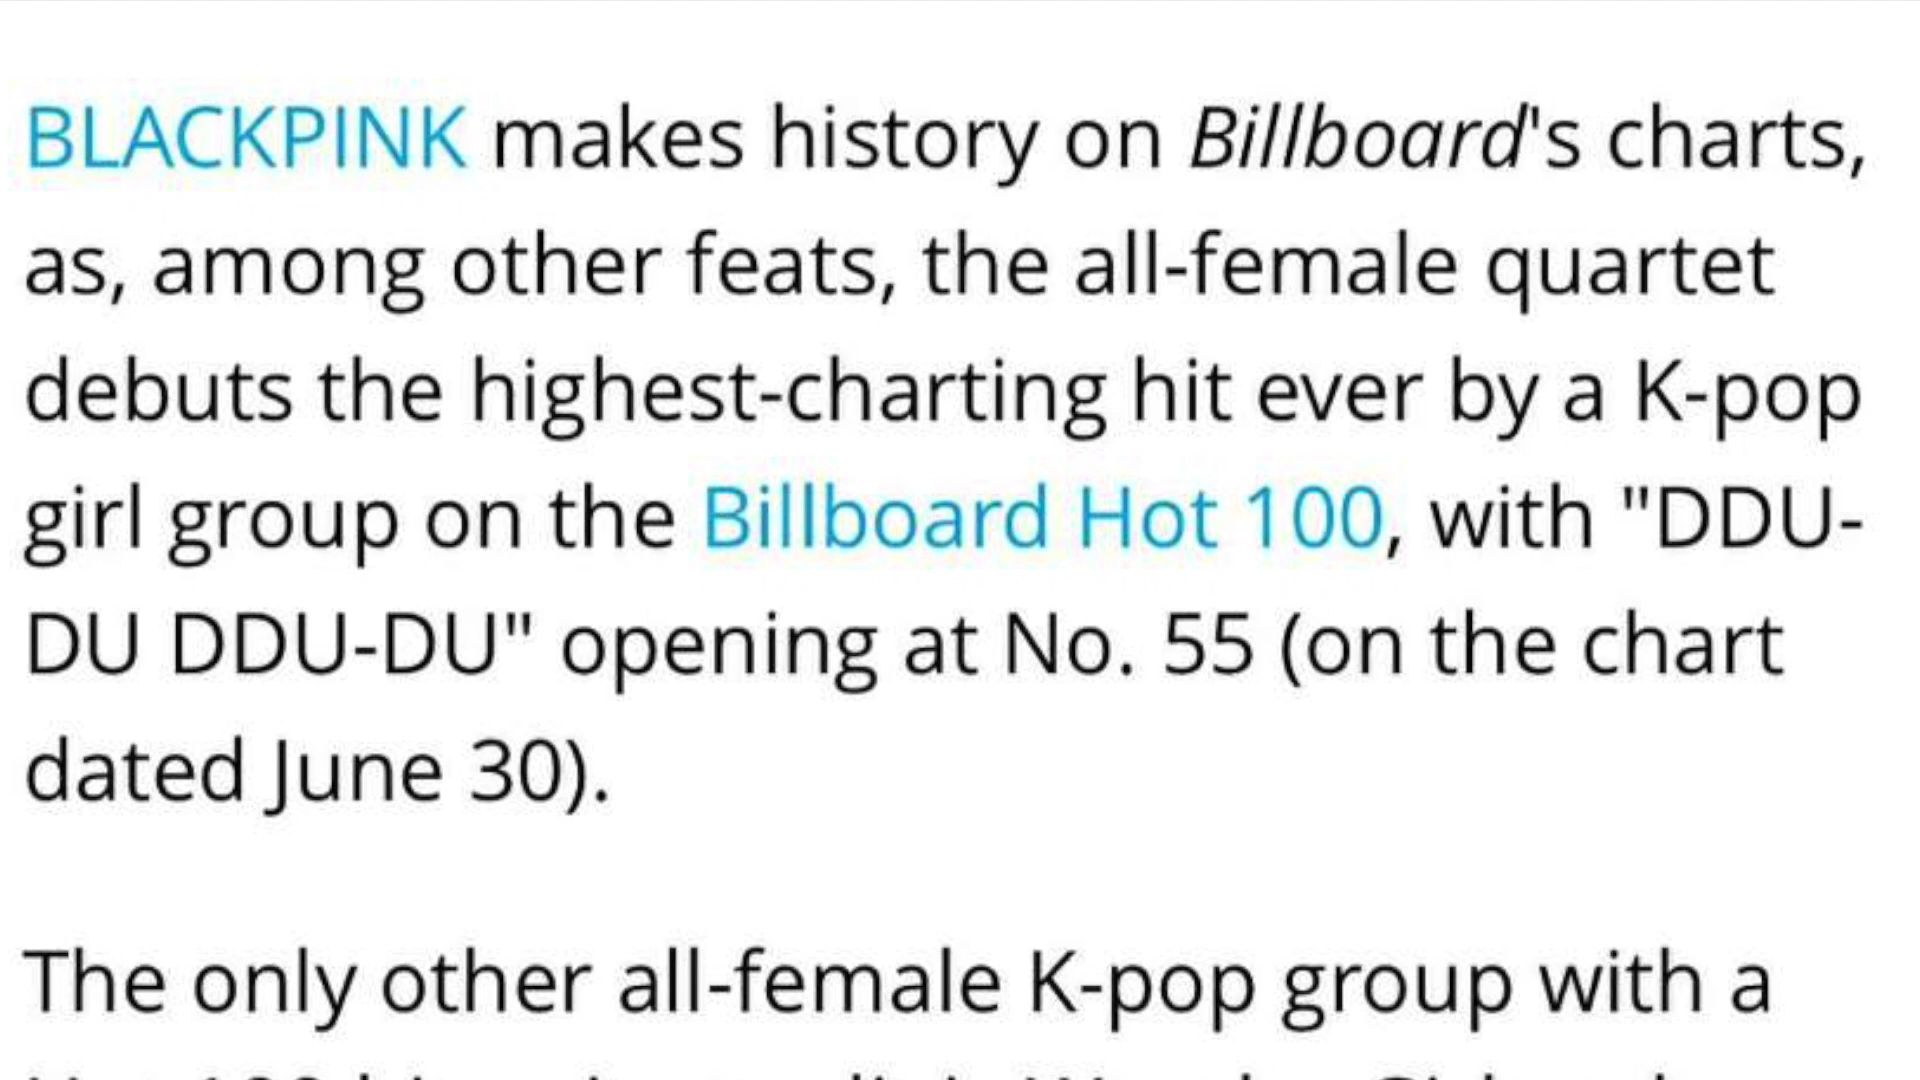 BLACKPINK makes history on Billboard's charts,
as, among other feats, the all-female quartet
debuts the highest-charting hit ever by a K-pop
girl group on the Billboard Hot 100, with "DDU-
DU DDU-DU" opening at No. 55 (on the chart
dated June 30).
The only other all-female K-pop group with a